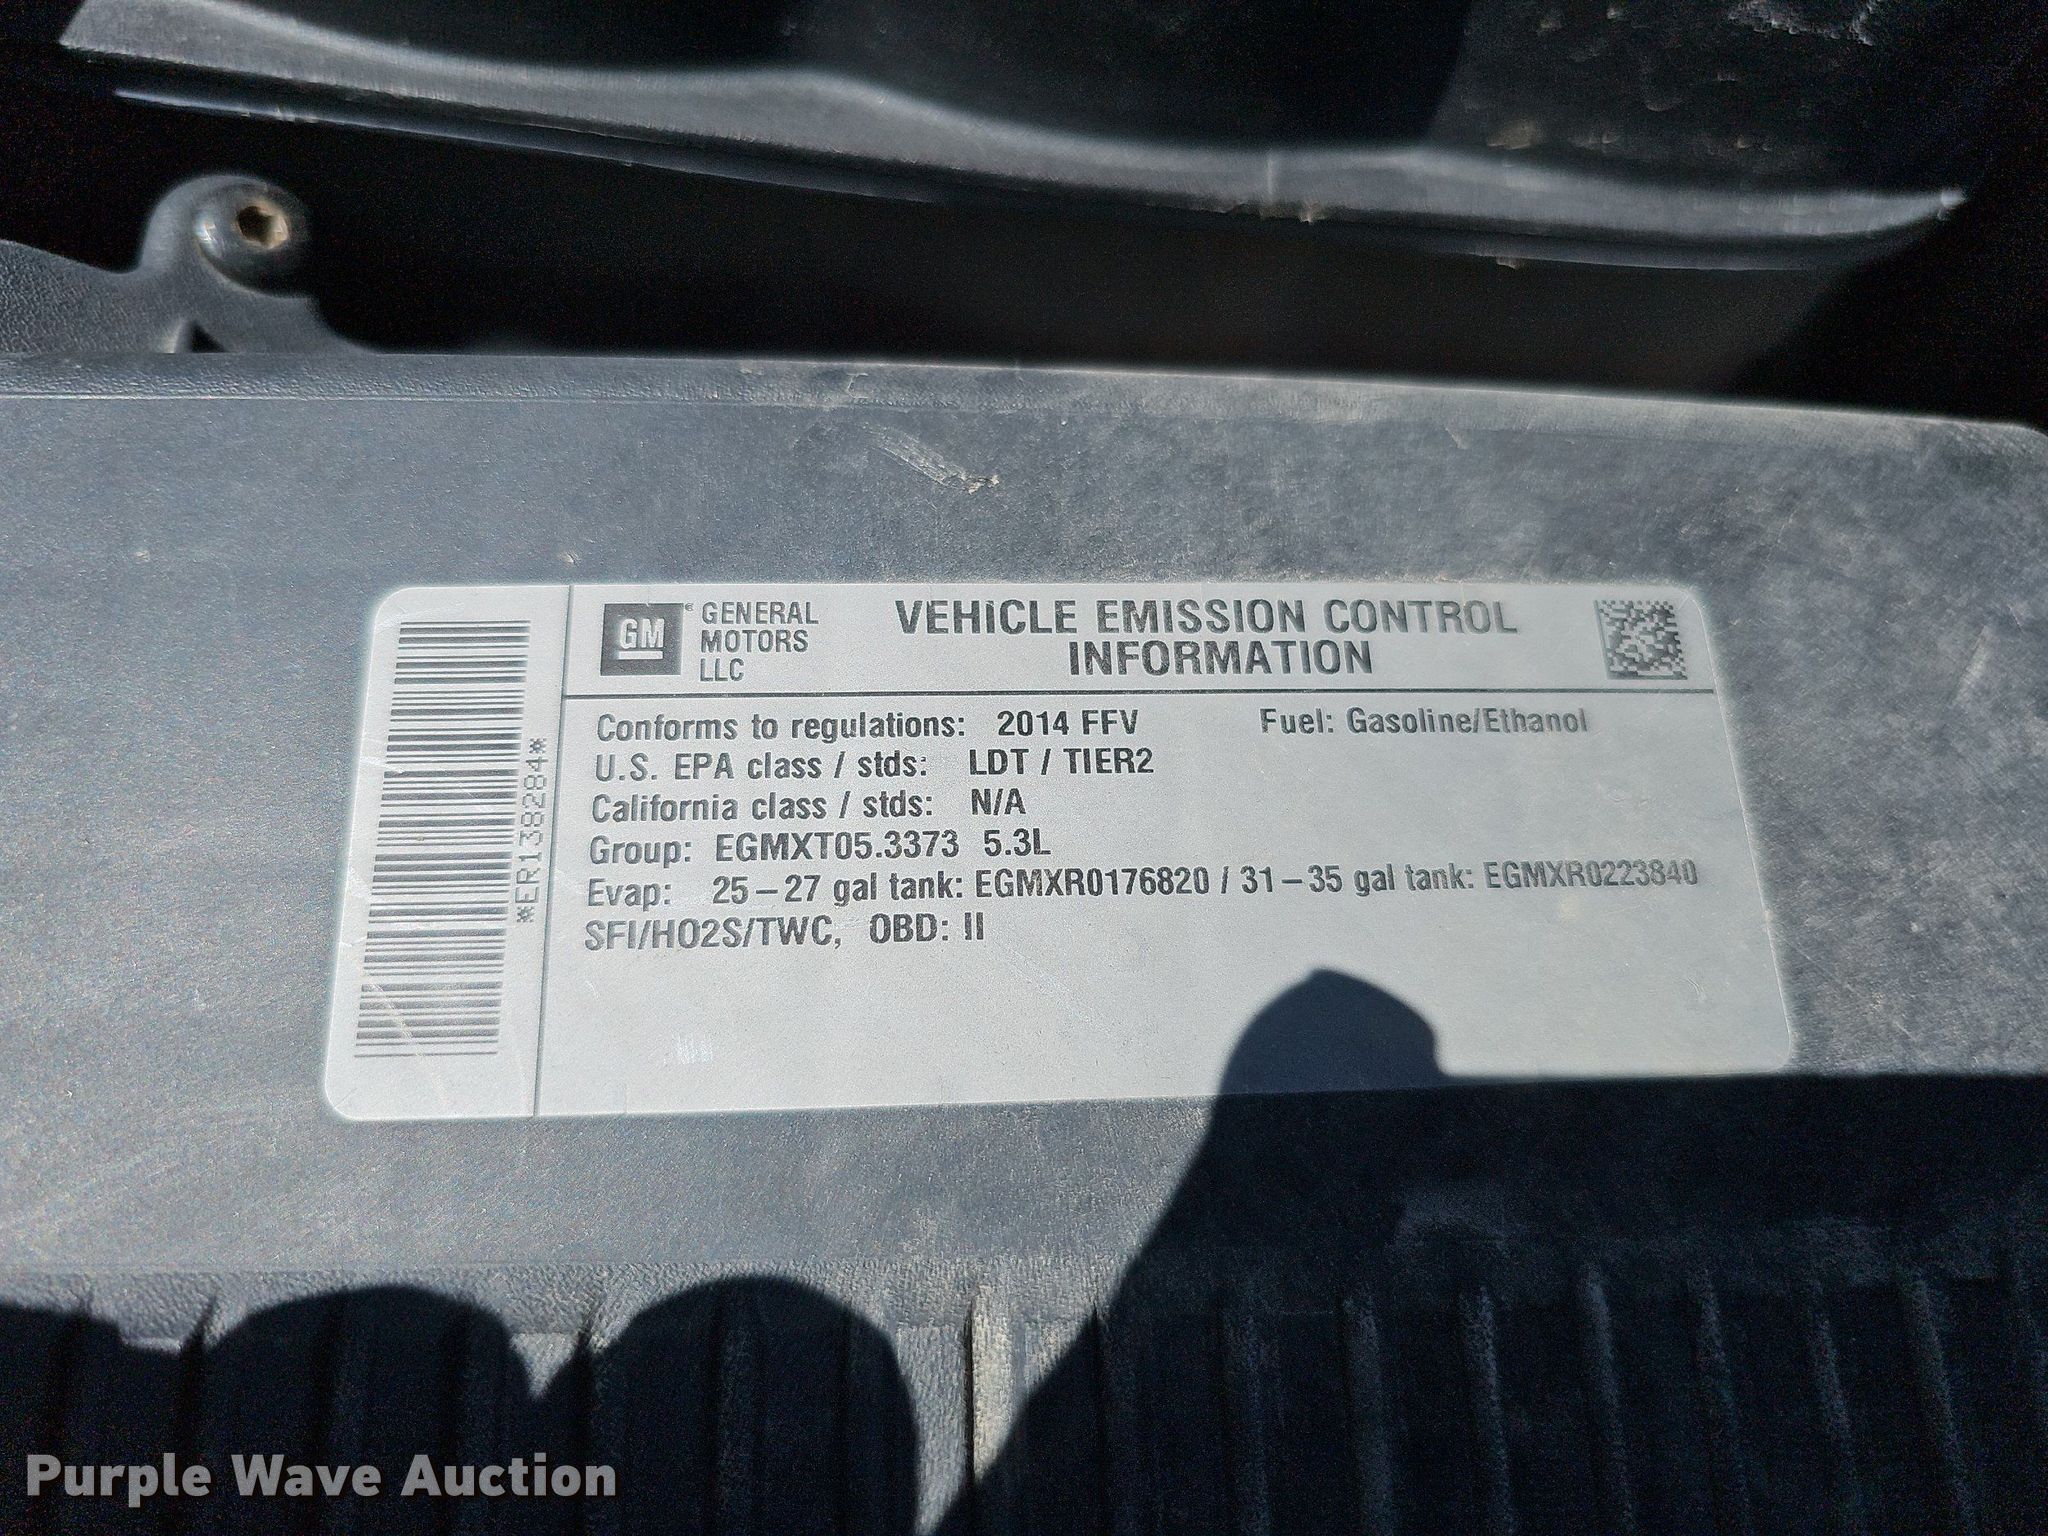 GM
GENERAL
MOTORS
LLC
VEHICLE EMISSION CONTROL
INFORMATION
Conforms to regulations: 2014 FFV Fuel: Gasoline/Ethanol
U.S. EPA class / stds: LDT / TIER2
California class / stds: N/A
Group: EGMXT05.3373 5.3L
Evap: 25–27 gal tank: EGMXR0176820 / 31–35 gal tank: EGMXR0223840
SFI/HO2S/TWC, OBD: II
*ER138284*
Purple Wave Auction